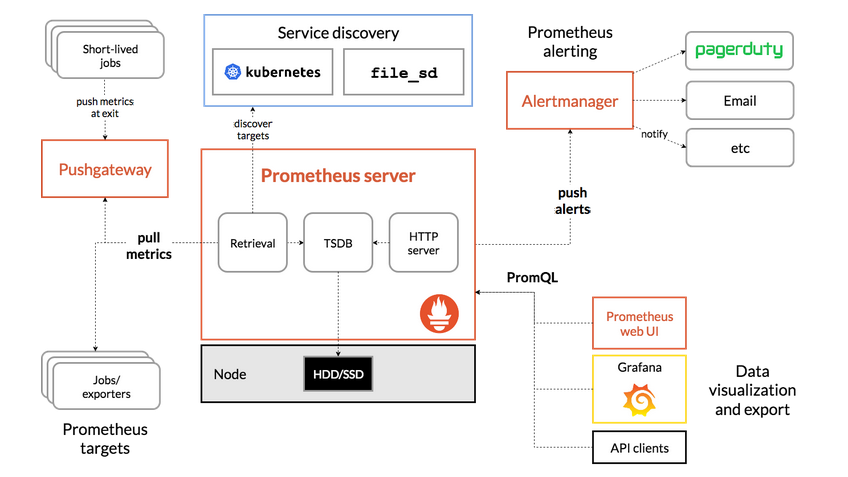 Short-lived
jobs
push metrics
at exit
Pushgateway
pull
metrics
Jobs/
exporters
Prometheus
targets
Service discovery
kubernetes
file_sd
discover
targets
Prometheus server
Retrieval
TSDB
HTTP
server
Node
HDD/SSD
Prometheus
alerting
Alertmanager
pagerduty
Email
etc
notify
push
alerts
PromQL
Prometheus
web UI
Grafana
API clients
Data
visualization
and export